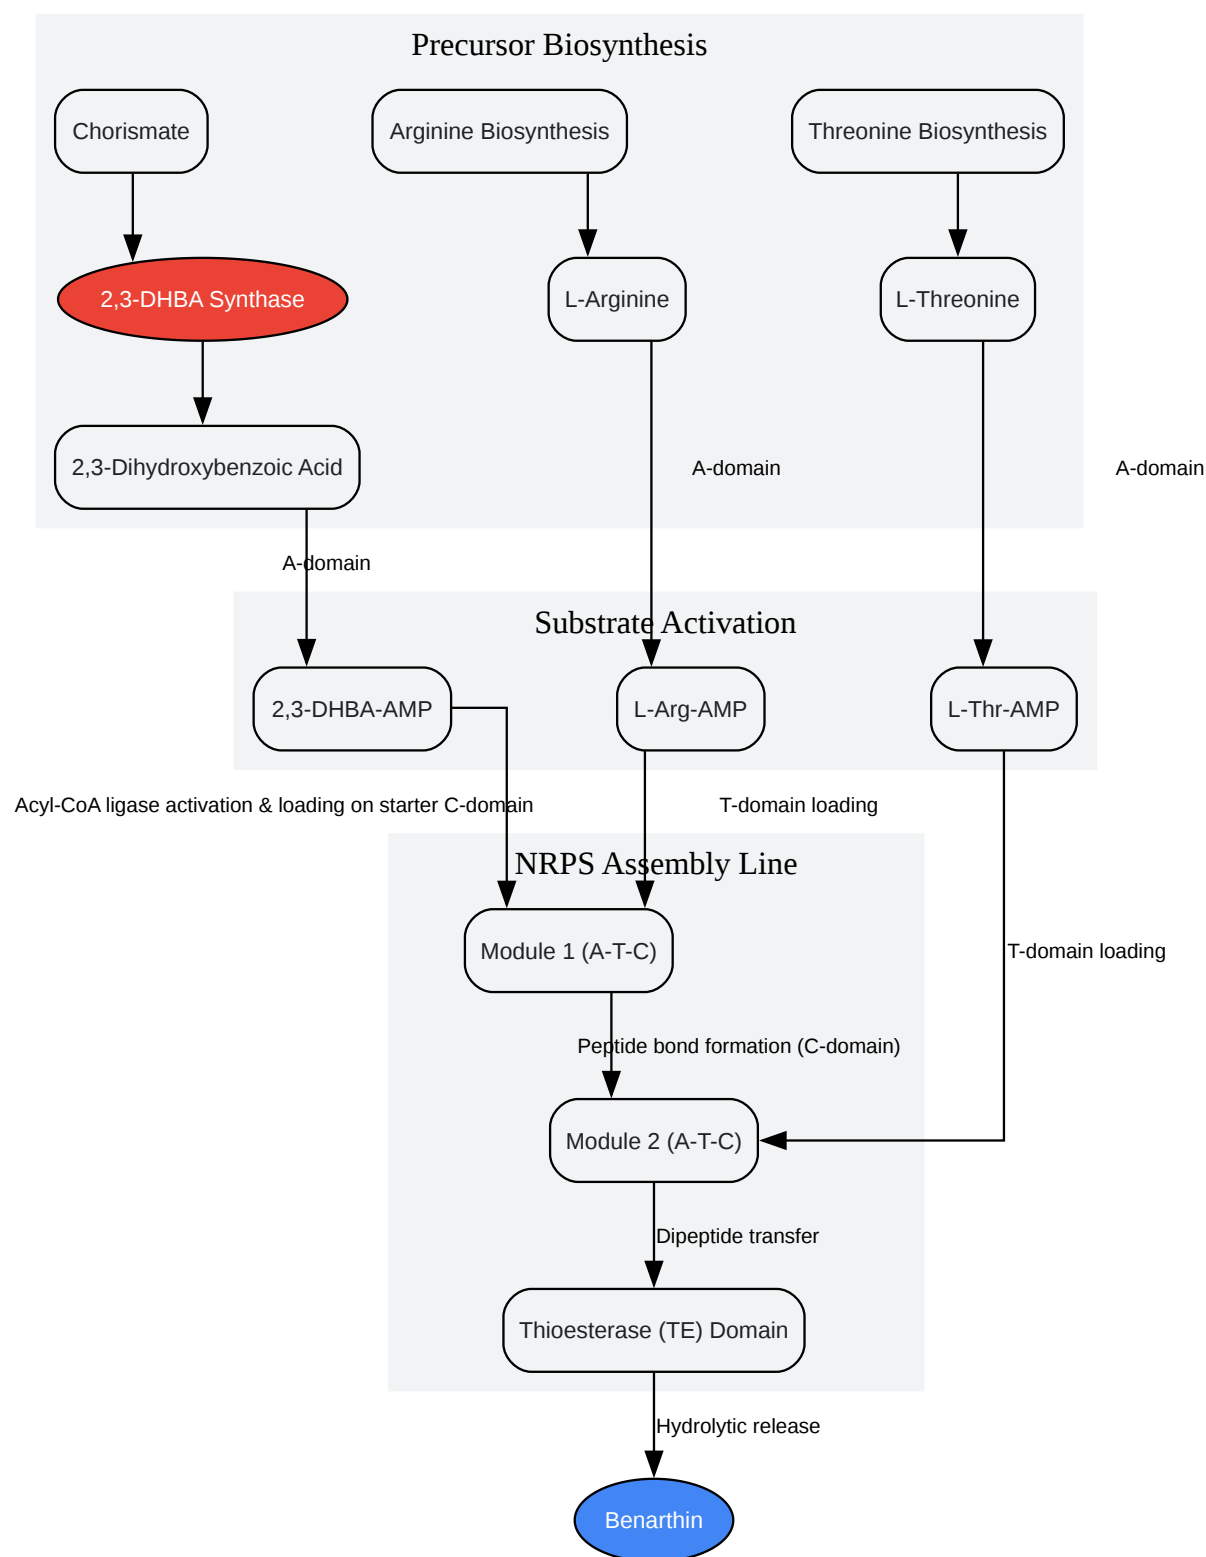 Precursor Biosynthesis
Chorismate
Arginine Biosynthesis
Threonine Biosynthesis
2,3-DHBA Synthase
L-Arginine
L-Threonine
2,3-Dihydroxybenzoic Acid
A-domain
A-domain
A-domain
Substrate Activation
2,3-DHBA-AMP
L-Arg-AMP
L-Thr-AMP
Acyl-CoA ligase activation & loading on starter C-domain
T-domain loading
NRPS Assembly Line
Module 1 (A-T-C)
T-domain loading
Peptide bond formation (C-domain)
Module 2 (A-T-C)
Dipeptide transfer
Thioesterase (TE) Domain
Hydrolytic release
Benarthin